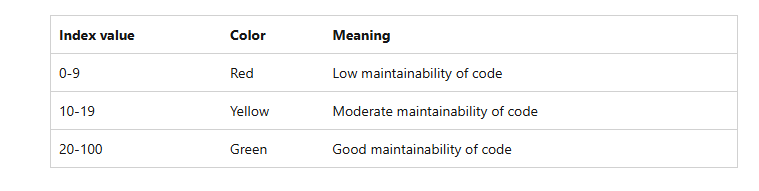 Index value Color Meaning
0-9 Red Low maintainability of code
10-19 Yellow Moderate maintainability of code
20-100 Green Good maintainability of code